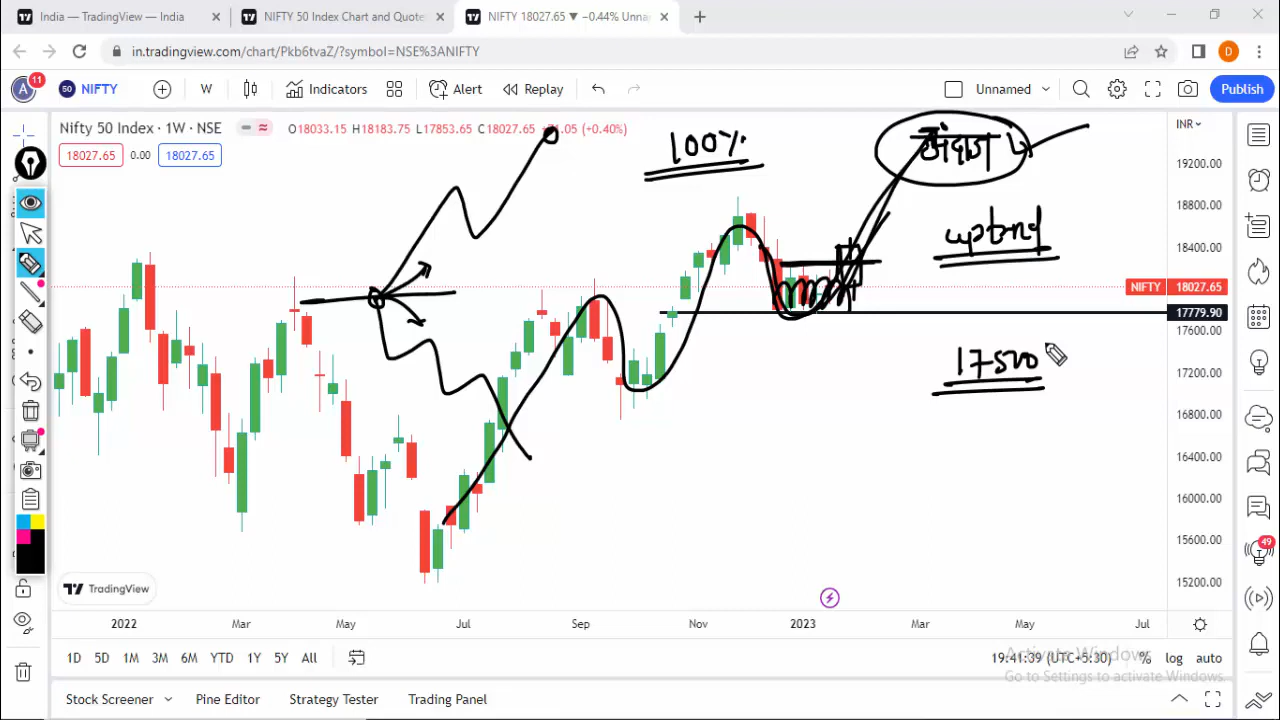 India — TradingView — India
NIFTY 50 Index Chart and Quote
NIFTY 18027.65 ▼ −0.44% Unna
in.tradingview.com/chart/Pkb6tvaZ/?symbol=NSE%3ANIFTY
D
A 11
50 NIFTY
W
Indicators
Alert
Replay
Unnamed
Publish
Nifty 50 Index · 1W · NSE
O18033.15 H18183.75 L17853.65 C18027.65
(+0.40%)
18027.65 0.00 18027.65
INR
100%
अंदाज
uptrend
17500
19200.00
18800.00
18400.00
NIFTY 18027.65
17779.90
17600.00
17200.00
16800.00
16400.00
16000.00
15600.00
15200.00
49
TradingView
2022 Mar May Jul Sep Nov 2023 Mar May Jul
1D 5D 1M 3M 6M YTD 1Y 5Y All
19:41:39 (UTC+5:30) % log auto
Activate Windows
Go to Settings to activate Windows.
Stock Screener Pine Editor Strategy Tester Trading Panel